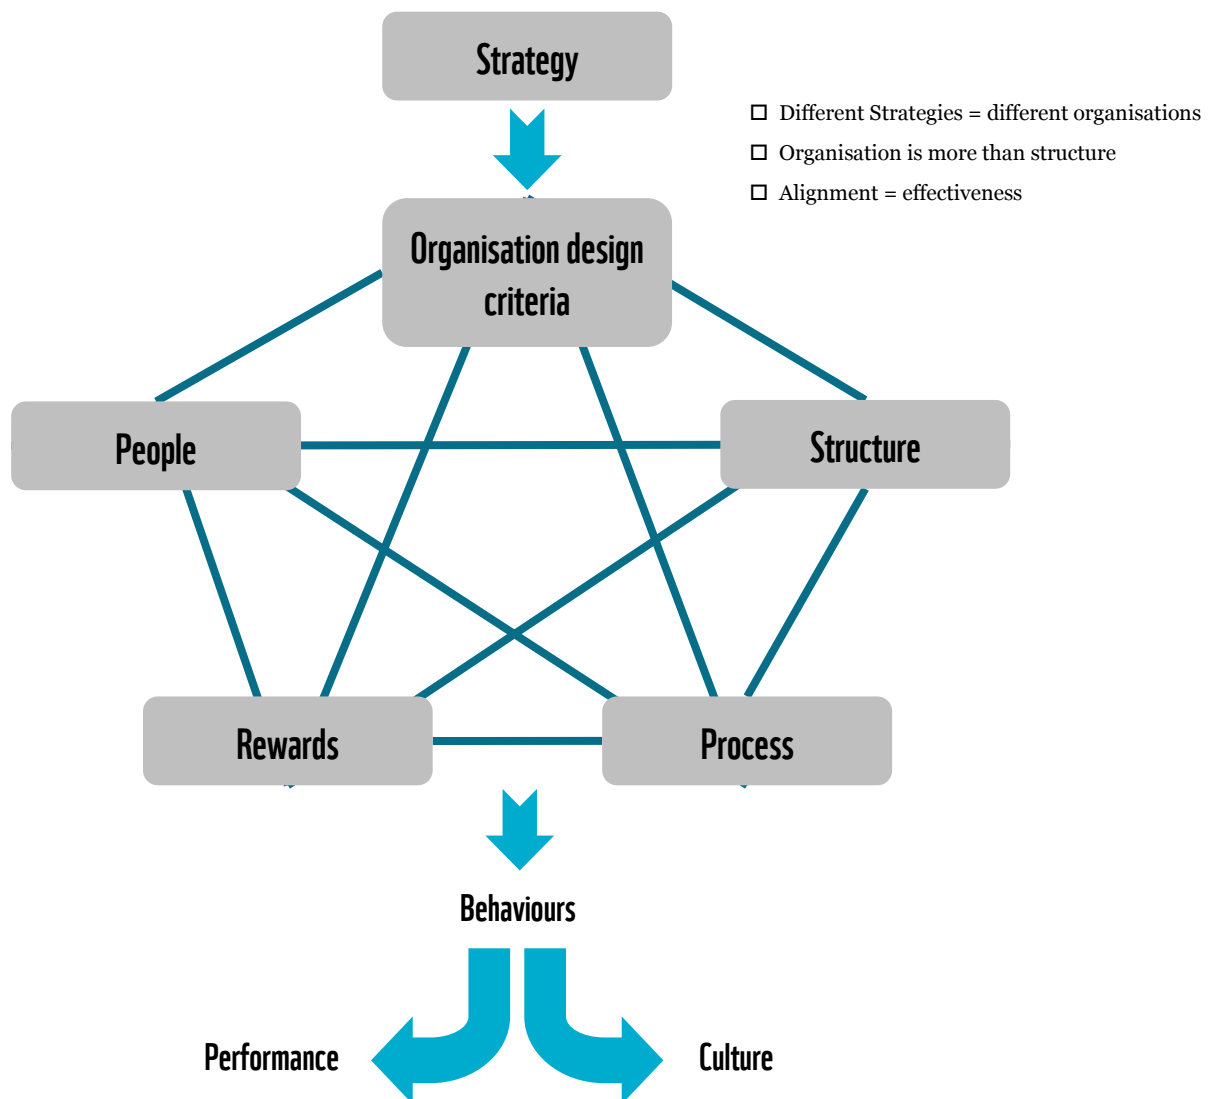 Strategy
☐ Different Strategies = different organisations
☐ Organisation is more than structure
☐ Alignment = effectiveness
Organisation design
criteria
People
Structure
Rewards
Process
Behaviours
Performance
Culture